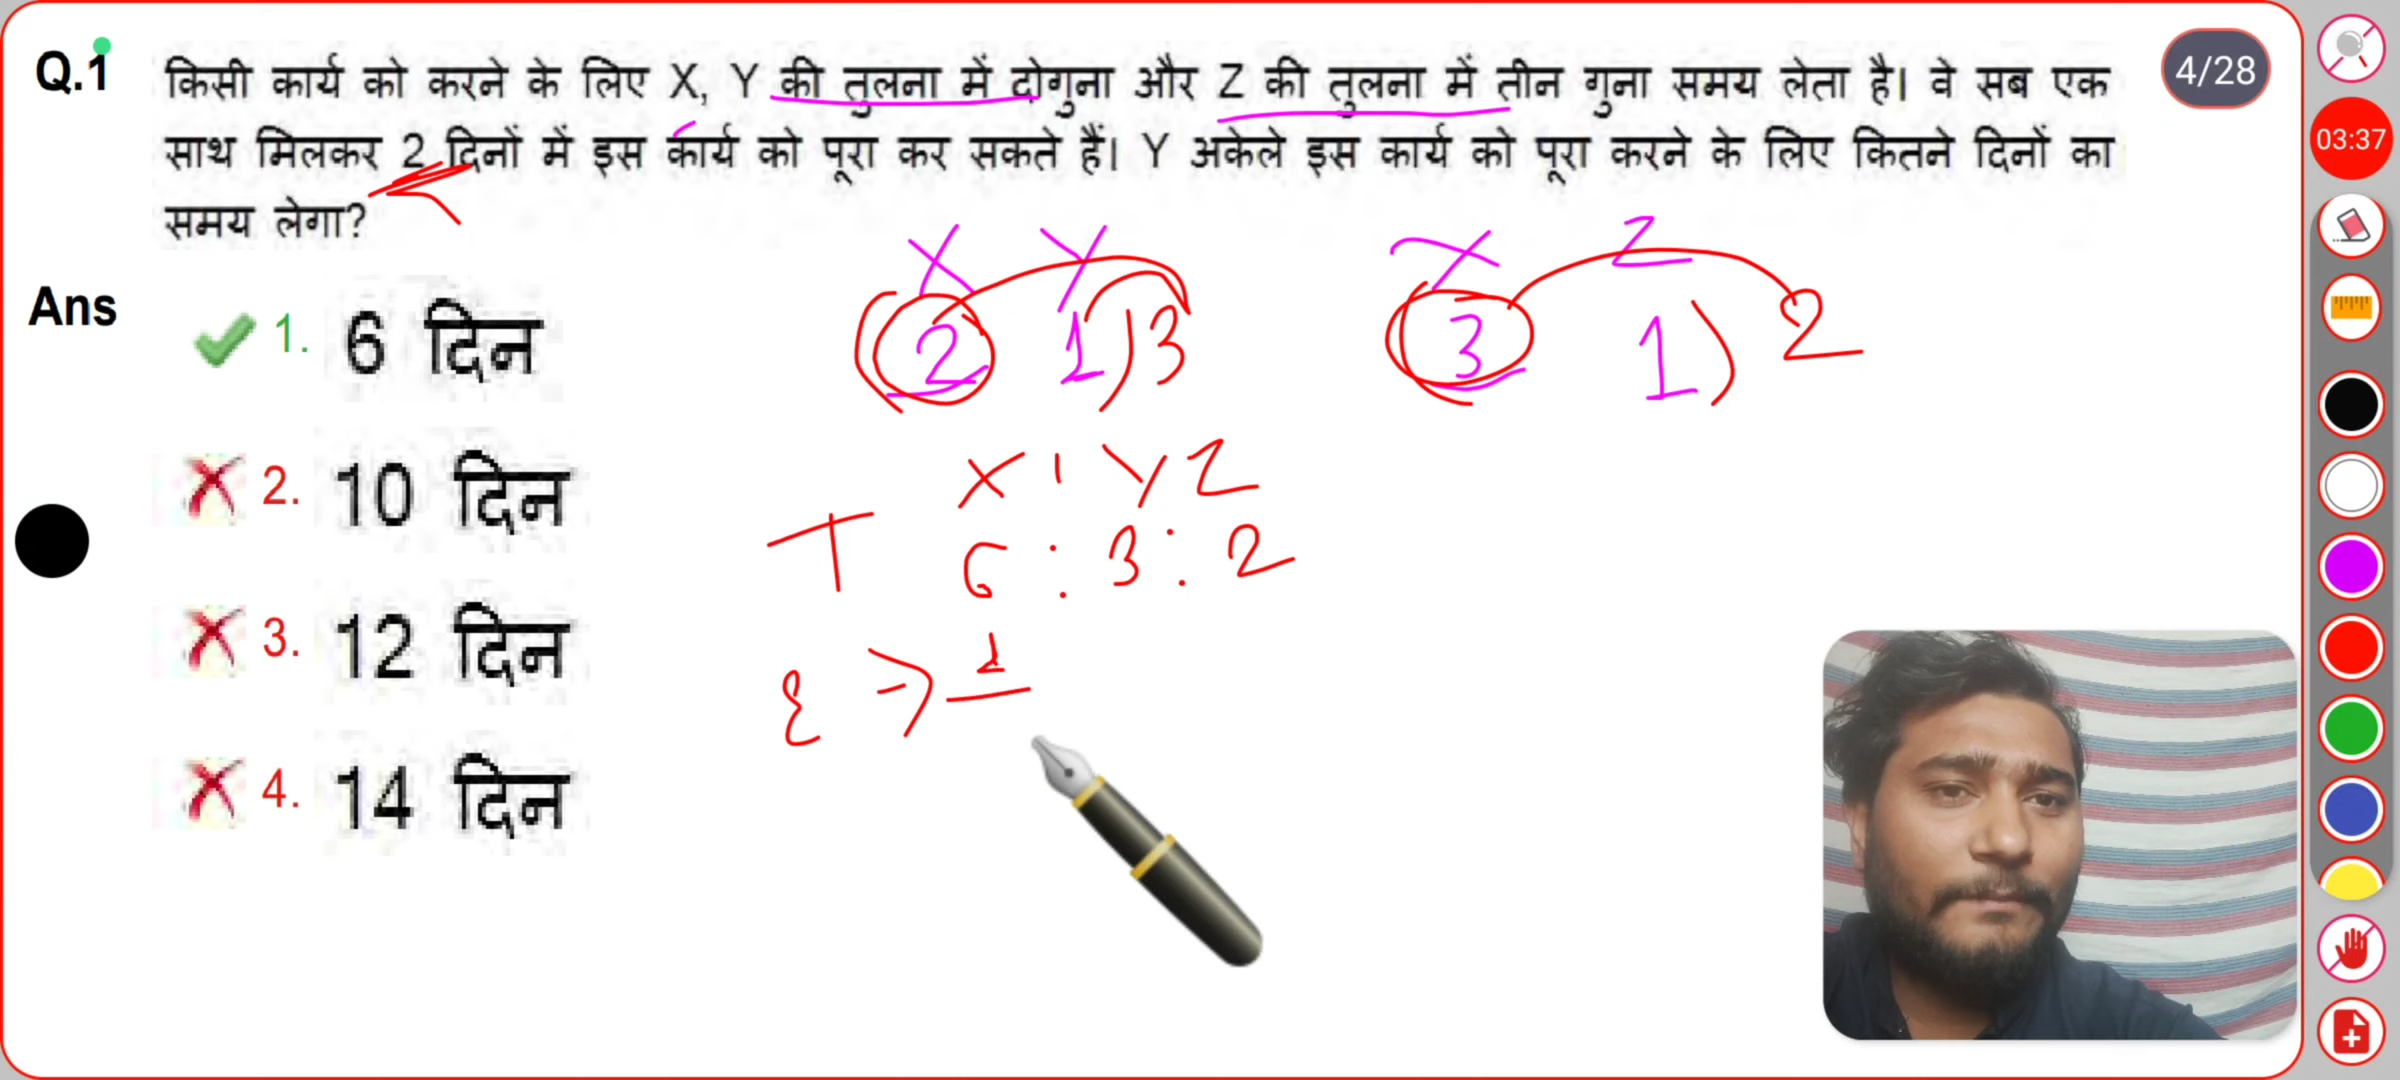 Q.1 किसी कार्य को करने के लिए X, Y की तुलना में दोगुना और Z की तुलना में तीन गुना समय लेता है। वे सब एक
साथ मिलकर 2 दिनों में इस कार्य को पूरा कर सकते हैं। Y अकेले इस कार्य को पूरा करने के लिए कितने दिनों का
समय लेगा?
4/28
03:37
Ans
1. 6 दिन
2. 10 दिन
3. 12 दिन
4. 14 दिन
X Y
2 1)3
X Z
3 1)2
X : Y Z
T 6 : 3 : 2
1